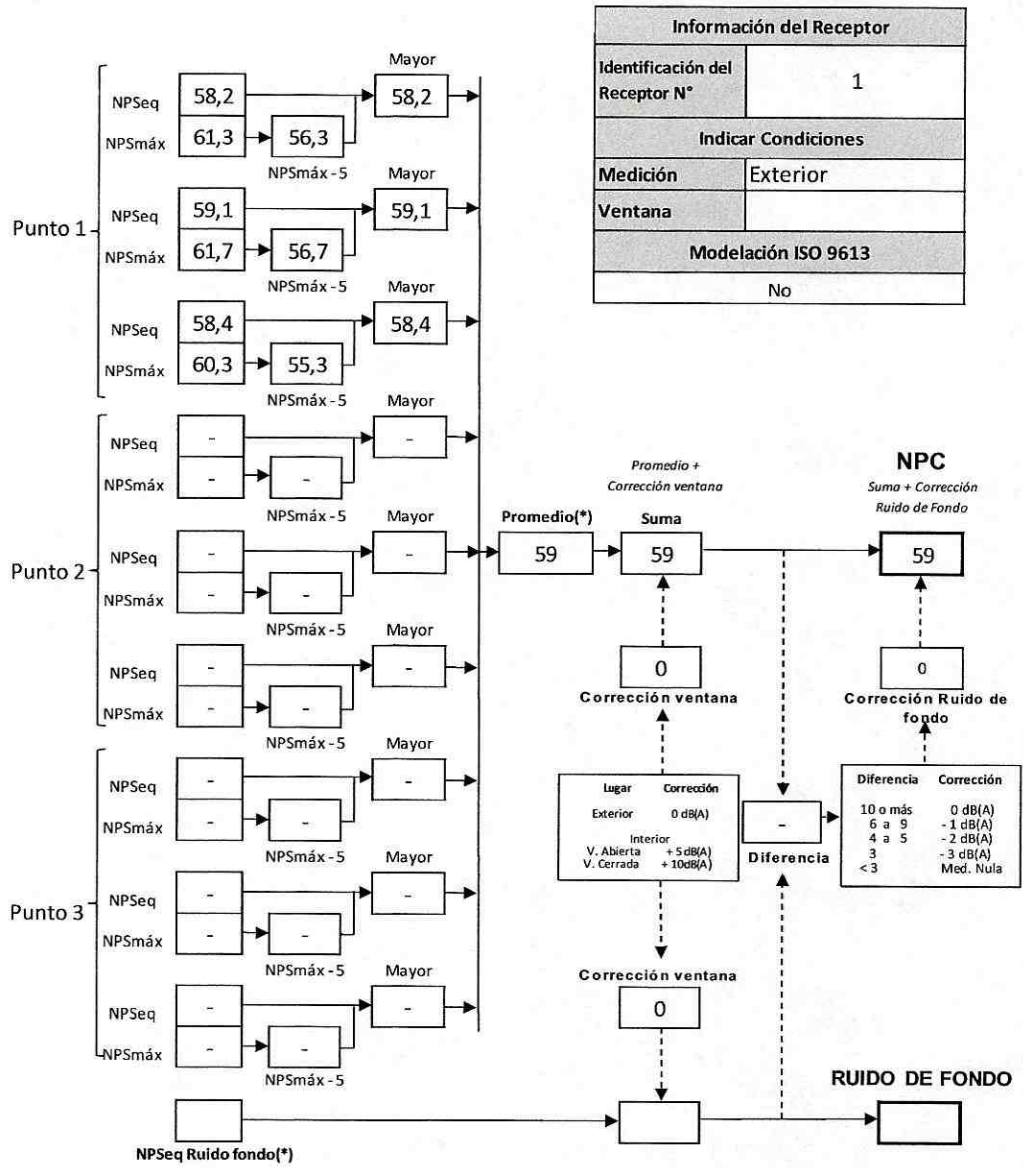 Información del Receptor
Identificación del
Receptor N°
1
Indicar Condiciones
Medición
Exterior
Ventana
Modelación ISO 9613
No
Punto 1
Mayor
NPSeq
58,2
58,2
NPSmáx
61,3
56,3
NPSmáx - 5
Mayor
NPSeq
59,1
59,1
NPSmáx
61,7
56,7
NPSmáx - 5
Mayor
NPSeq
58,4
58,4
NPSmáx
60,3
55,3
NPSmáx - 5
Punto 2
Mayor
NPSeq
-
-
NPSmáx
-
-
NPSmáx - 5
Mayor
NPSeq
-
-
NPSmáx
-
-
NPSmáx - 5
Mayor
NPSeq
-
-
NPSmáx
-
-
NPSmáx - 5
Punto 3
Mayor
NPSeq
-
-
NPSmáx
-
-
NPSmáx - 5
Mayor
NPSeq
-
-
NPSmáx
-
-
NPSmáx - 5
Mayor
NPSeq
-
-
NPSmáx
-
-
NPSmáx - 5
NPSeq Ruido fondo(*)
Promedio(*)
59
Promedio +
Corrección ventana
Suma
59
0
Corrección ventana
Lugar Corrección
Exterior 0 dB(A)
Interior
V. Abierta + 5 dB(A)
V. Cerrada + 10dB(A)
Corrección ventana
0
-
Diferencia
NPC
Suma + Corrección
Ruido de Fondo
59
0
Corrección Ruido de
fondo
Diferencia Corrección
10 o más 0 dB(A)
6 a 9 - 1 dB(A)
4 a 5 - 2 dB(A)
3 - 3 dB(A)
< 3 Med. Nula
RUIDO DE FONDO